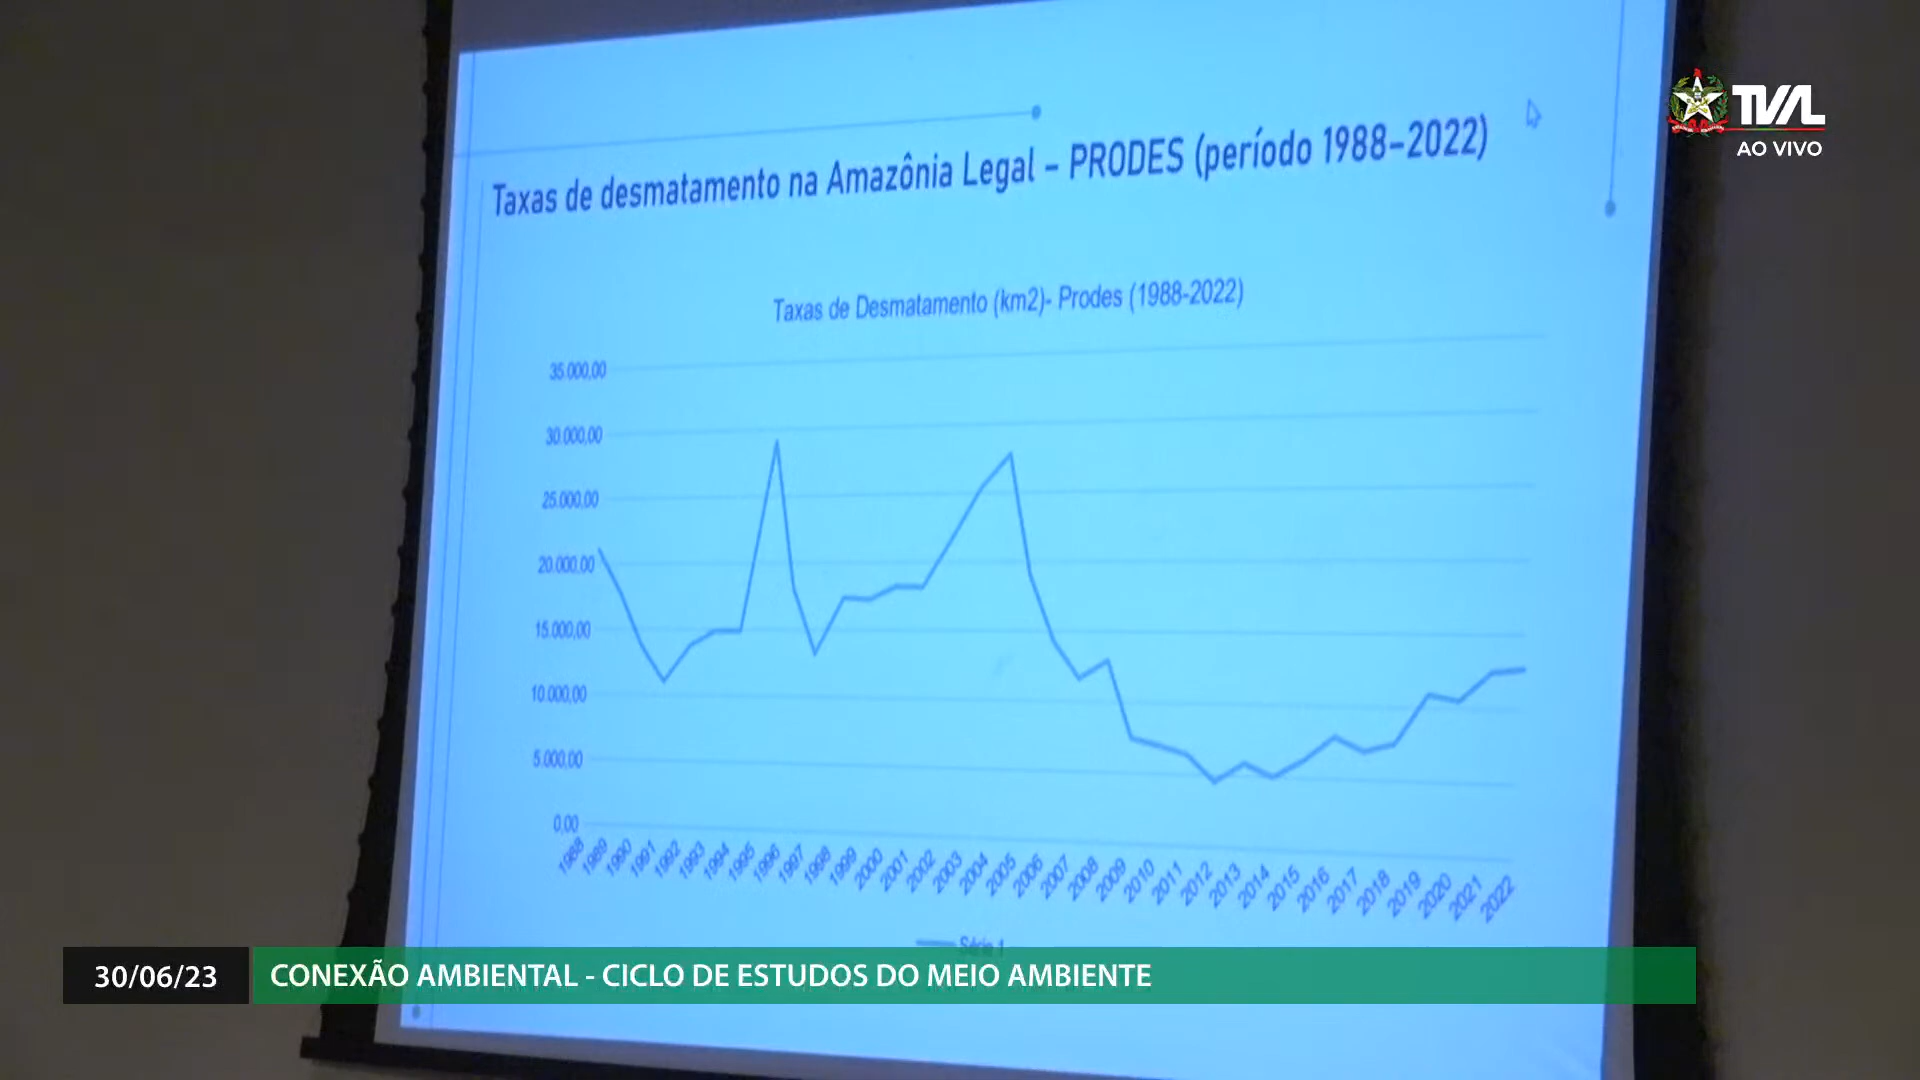 TVAL
AO VIVO
Taxas de desmatamento na Amazônia Legal – PRODES (período 1988–2022)
Taxas de Desmatamento (km2)- Prodes (1988-2022)
35.000,00
30.000,00
25.000,00
20.000,00
15.000,00
10.000,00
5.000,00
0,00
1988 1989 1990 1991 1992 1993 1994 1995 1996 1997 1998 1999 2000 2001 2002 2003 2004 2005 2006 2007 2008 2009 2010 2011 2012 2013 2014 2015 2016 2017 2018 2019 2020 2021 2022
Série 1
30/06/23 CONEXÃO AMBIENTAL - CICLO DE ESTUDOS DO MEIO AMBIENTE